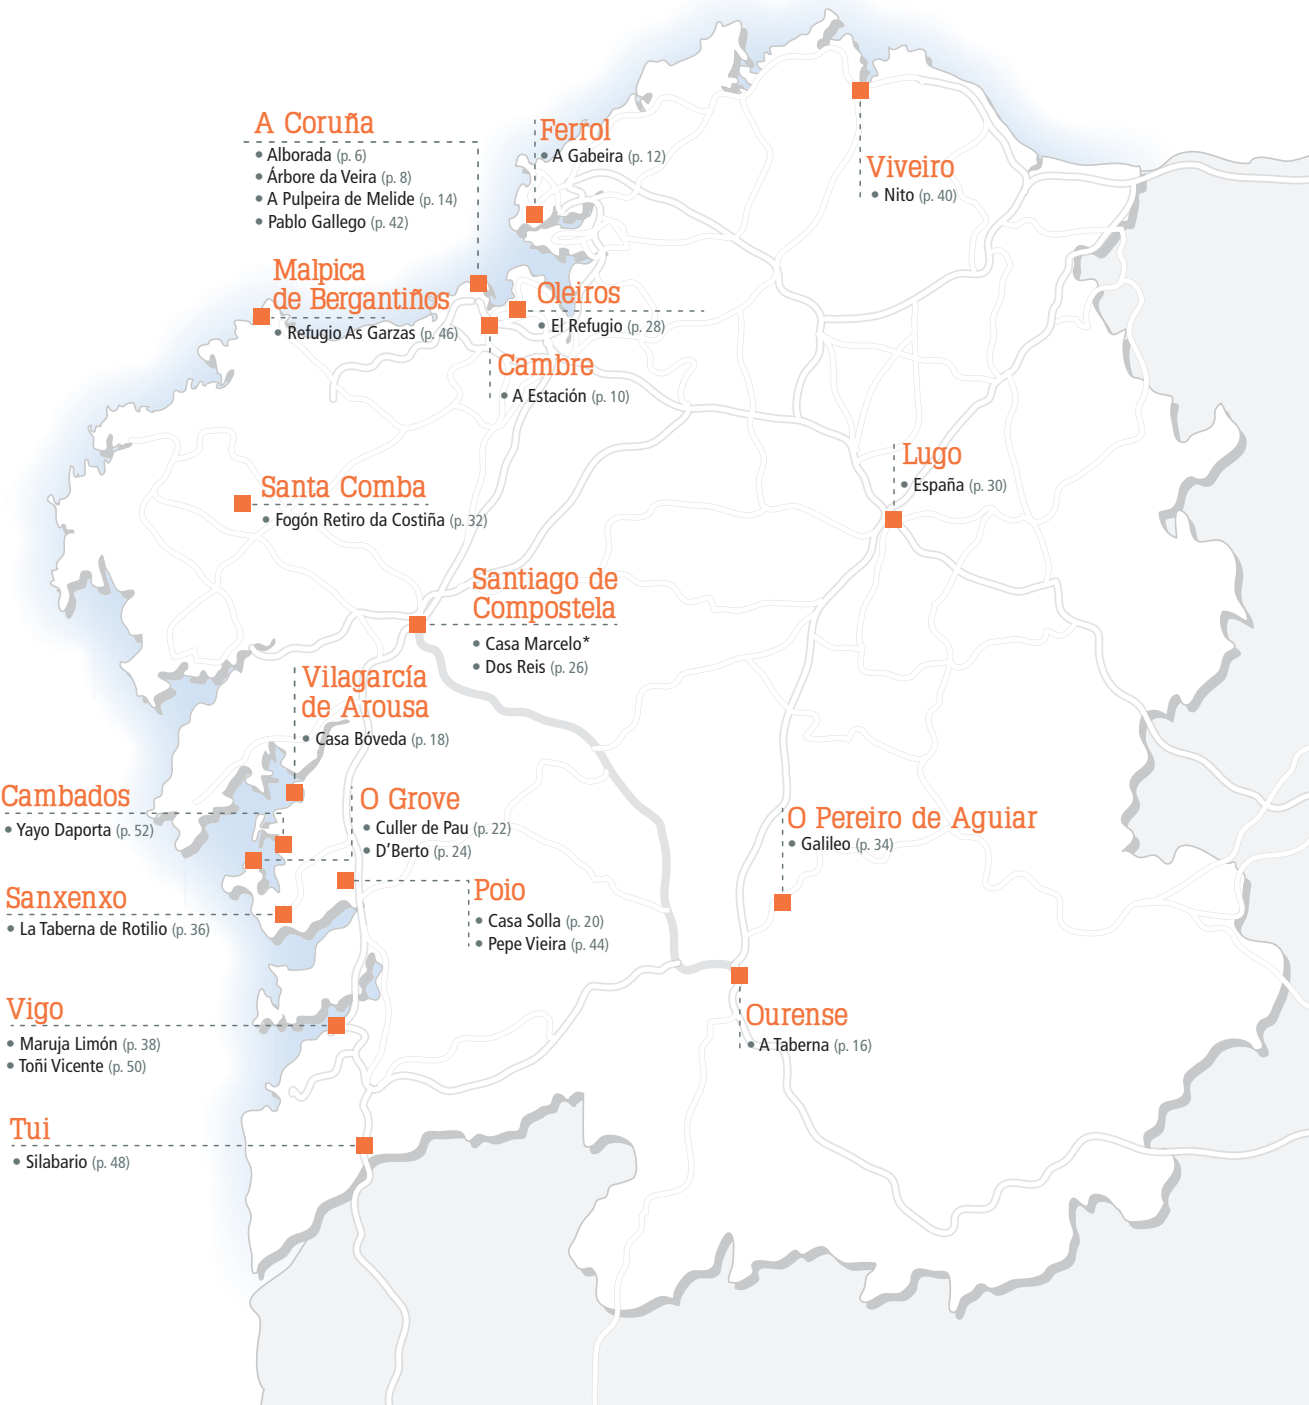 A Coruña
• Alborada (p. 6)
• Árbore da Veira (p. 8)
• A Pulpeira de Melide (p. 14)
• Pablo Gallego (p. 42)
Ferrol
• A Gabeira (p. 12)
Viveiro
• Nito (p. 40)
Malpica
de Bergantiños
• Refugio As Garzas (p. 46)
Oleiros
• El Refugio (p. 28)
Cambre
• A Estación (p. 10)
Lugo
• España (p. 30)
Santa Comba
• Fogón Retiro da Costiña (p. 32)
Santiago de
Compostela
• Casa Marcelo*
• Dos Reis (p. 26)
Vilagarcía
de Arousa
• Casa Bóveda (p. 18)
Cambados
• Yayo Daporta (p. 52)
O Grove
• Culler de Pau (p. 22)
• D'Berto (p. 24)
O Pereiro de Aguiar
• Galileo (p. 34)
Sanxenxo
• La Taberna de Rotilio (p. 36)
Poio
• Casa Solla (p. 20)
• Pepe Vieira (p. 44)
Vigo
• Maruja Limón (p. 38)
• Toñi Vicente (p. 50)
Ourense
• A Taberna (p. 16)
Tui
• Silabario (p. 48)